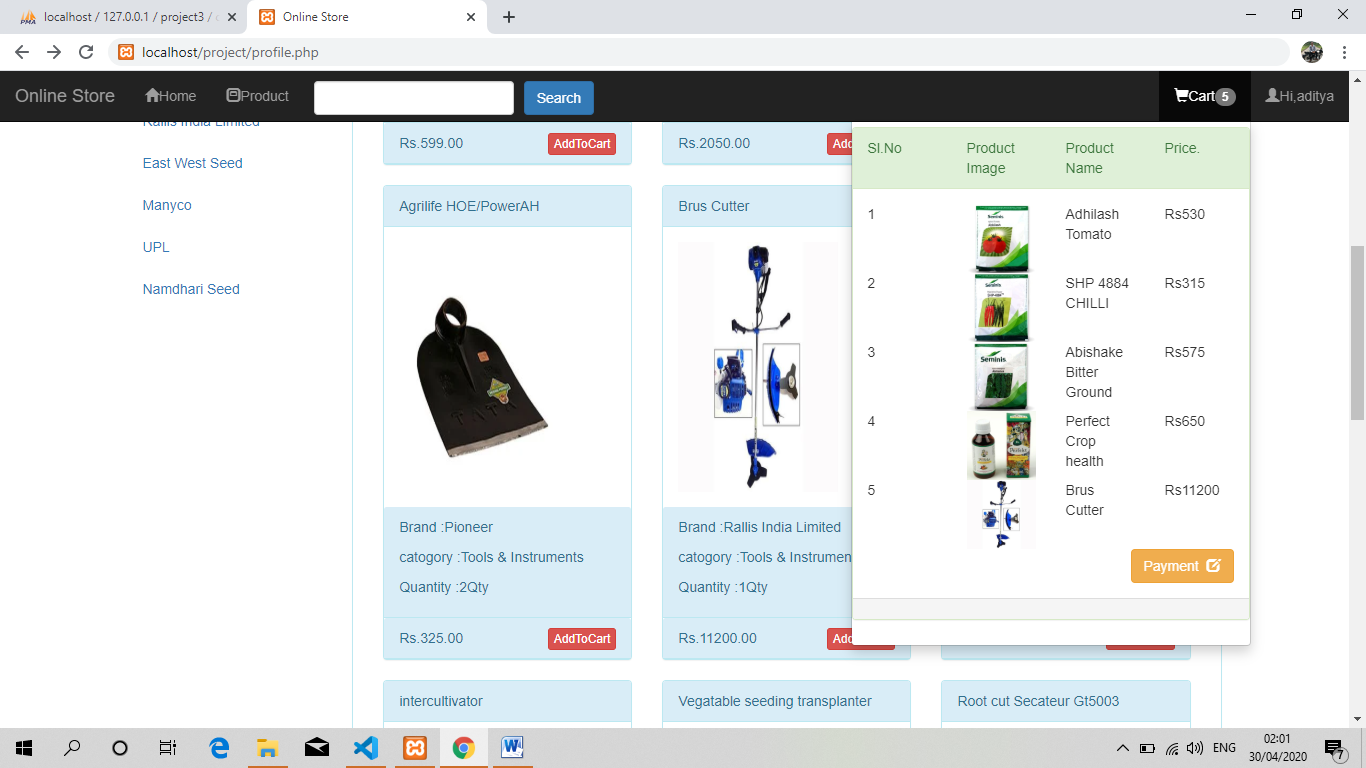 localhost / 127.0.0.1 / project3 /
Online Store
localhost/project/profile.php
Online Store
Home
Product
Search
Cart 5
Hi,aditya
Rallis India Limited
East West Seed
Manyco
UPL
Namdhari Seed
Rs.599.00
AddToCart
Rs.2050.00
Agrilife HOE/PowerAH
TATA
Brand :Pioneer
catogory :Tools & Instruments
Quantity :2Qty
Rs.325.00
AddToCart
Brus Cutter
Brand :Rallis India Limited
catogory :Tools & Instrumen
Quantity :1Qty
Rs.11200.00
AddToCart
intercultivator
Vegatable seeding transplanter
Root cut Secateur Gt5003
Sl.No
Product
Image
Product
Name
Price.
1
Seminis
Adhilash
Tomato
Rs530
2
Seminis
SHP 4884
CHILLI
Rs315
3
Seminis
Abishake
Bitter
Ground
Rs575
4
Perfect
Crop
health
Rs650
5
Brus
Cutter
Rs11200
Payment
ENG
02:01
30/04/2020
7